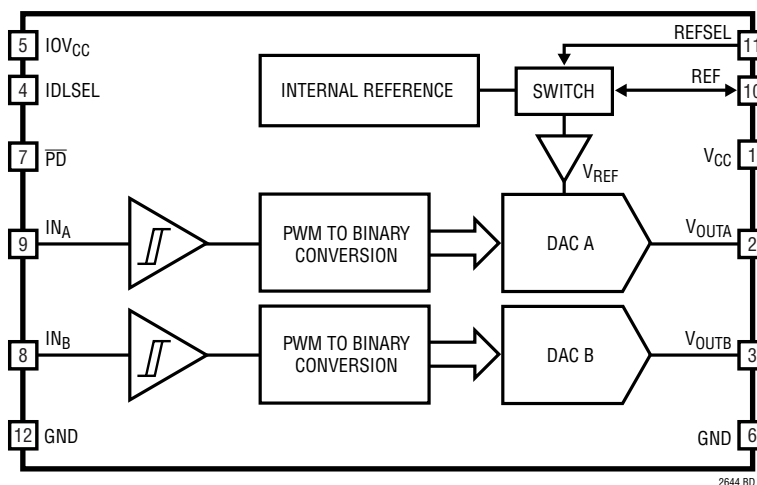 5 IOVCC
REFSEL 11
4 IDLSEL
INTERNAL REFERENCE
SWITCH
REF 10
7 PD
VCC 1
VREF
9 INA
PWM TO BINARY
CONVERSION
DAC A
VOUTA 2
8 INB
PWM TO BINARY
CONVERSION
DAC B
VOUTB 3
12 GND
GND 6
2644 BD